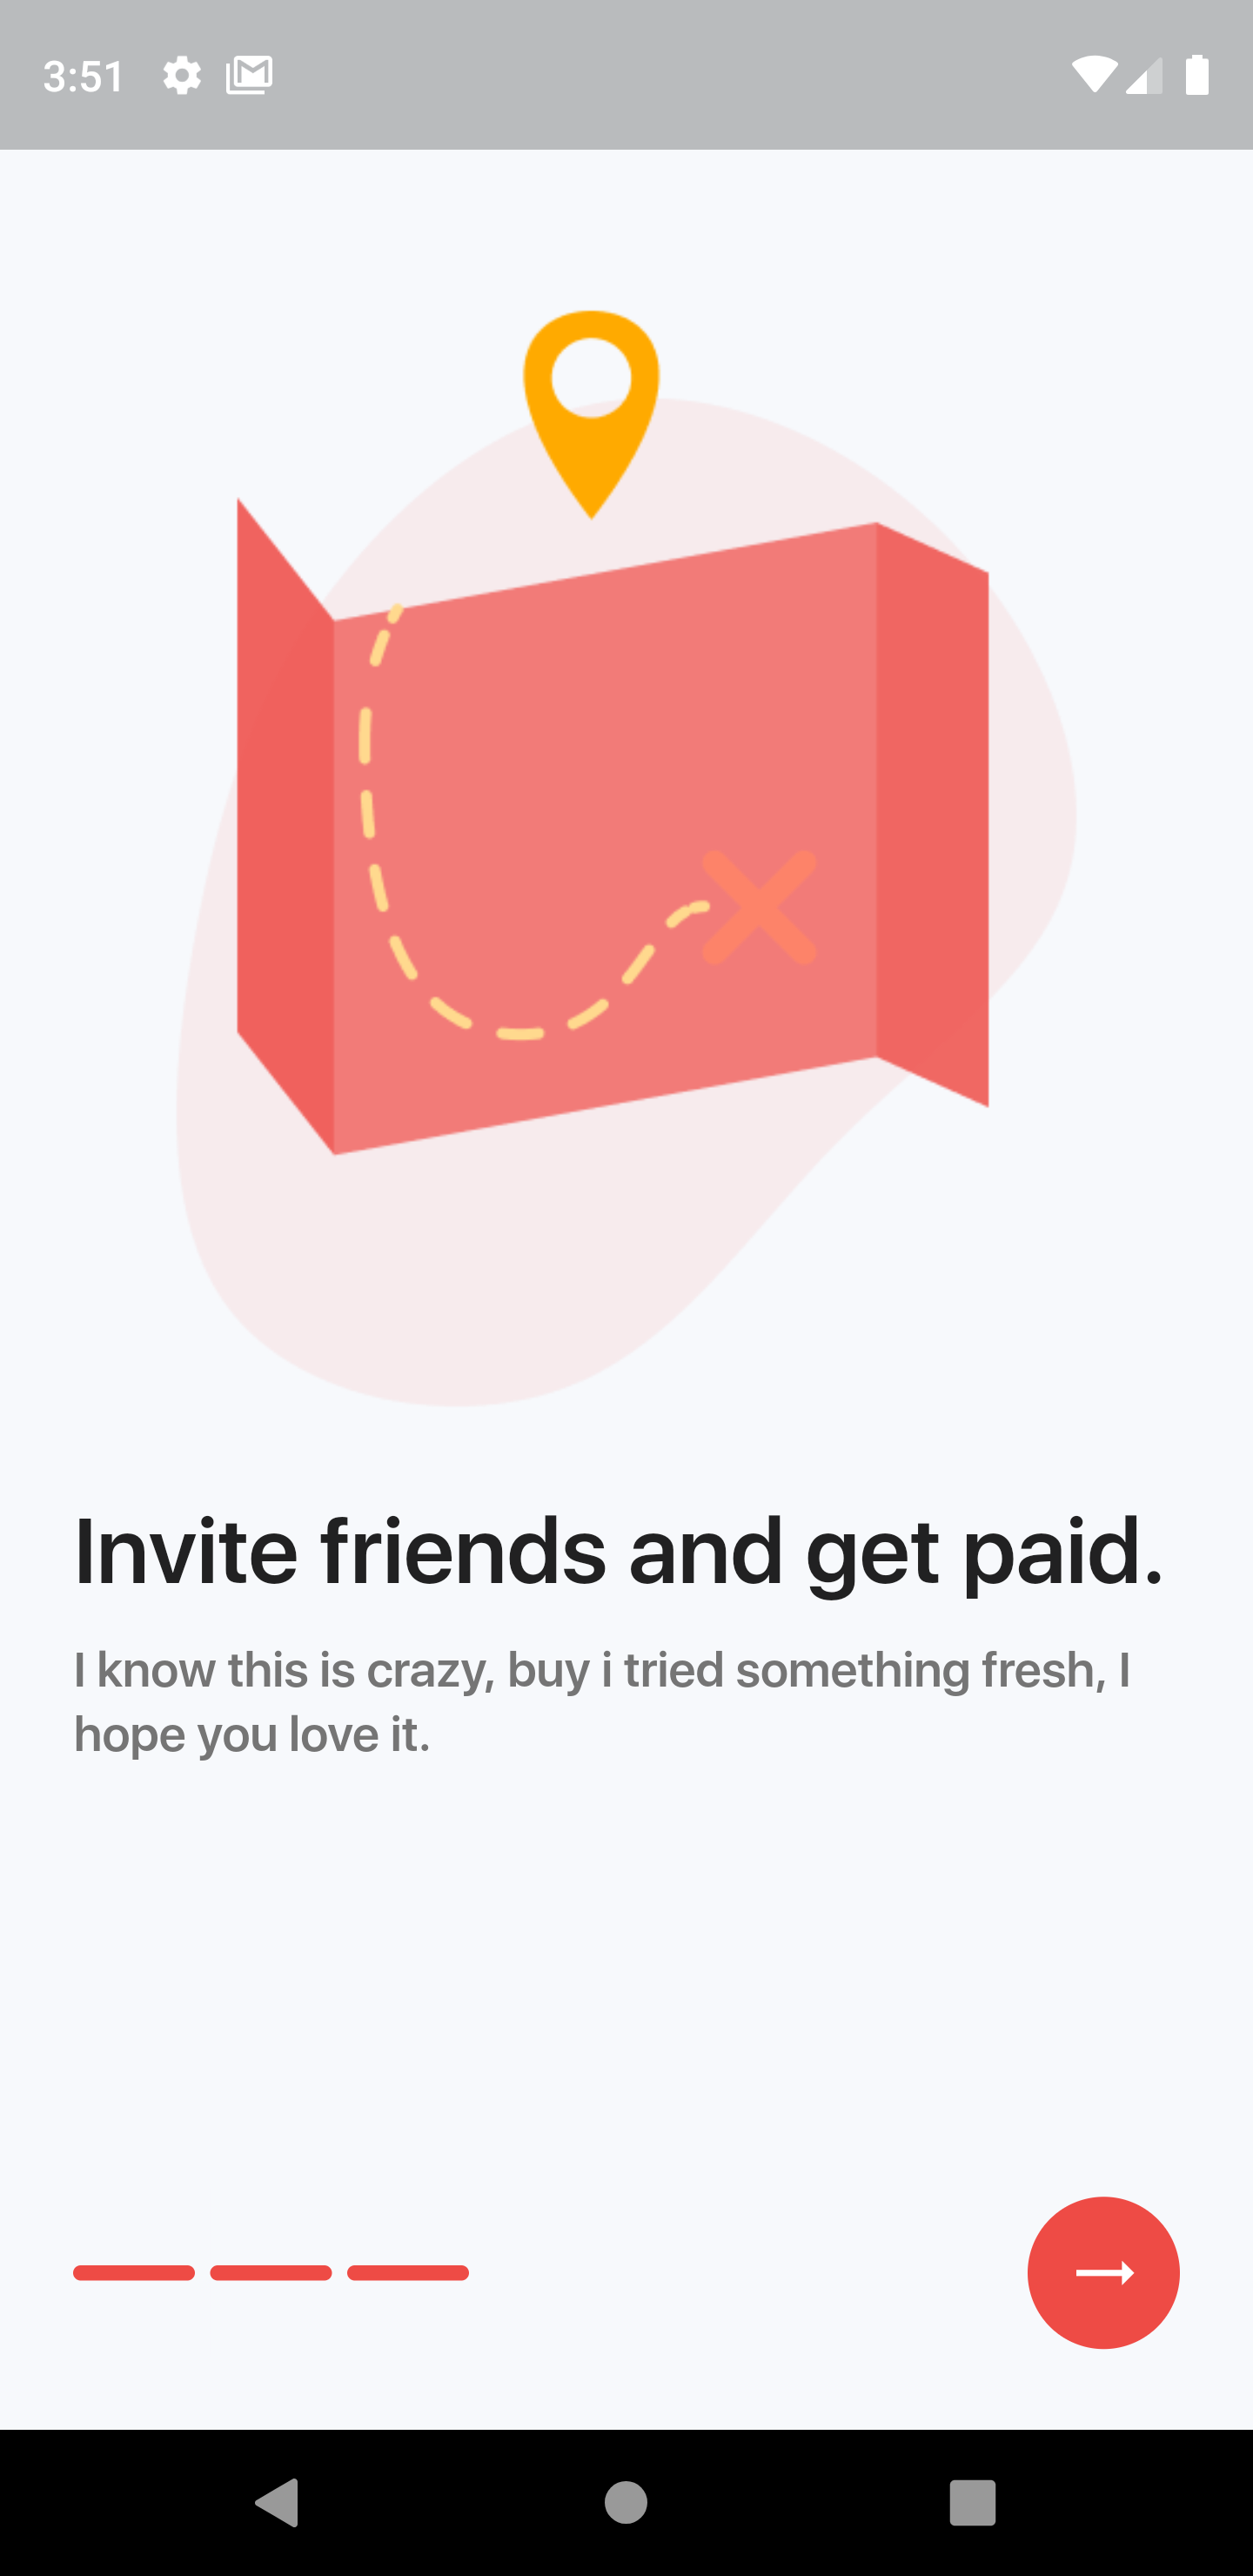 3:51
Invite friends and get paid.
I know this is crazy, buy i tried something fresh, I
hope you love it.